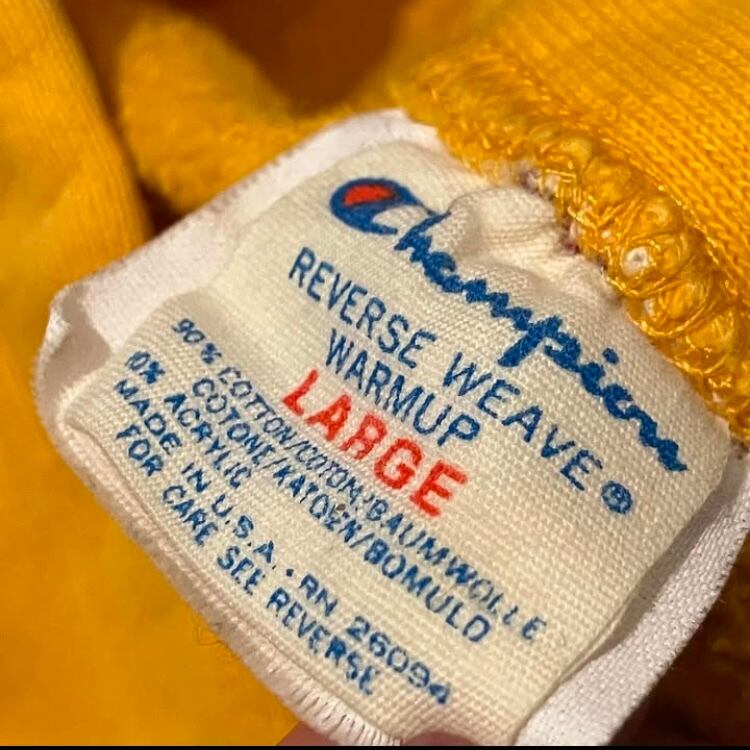 Champion
REVERSE WEAVE®
WARMUP
LARGE
90% COTTON/COTON/BAUMWOLLE
COTONE/KATOEN/BOMULD
10% ACRYLIC
MADE IN U.S.A. • RN 26094
FOR CARE SEE REVERSE